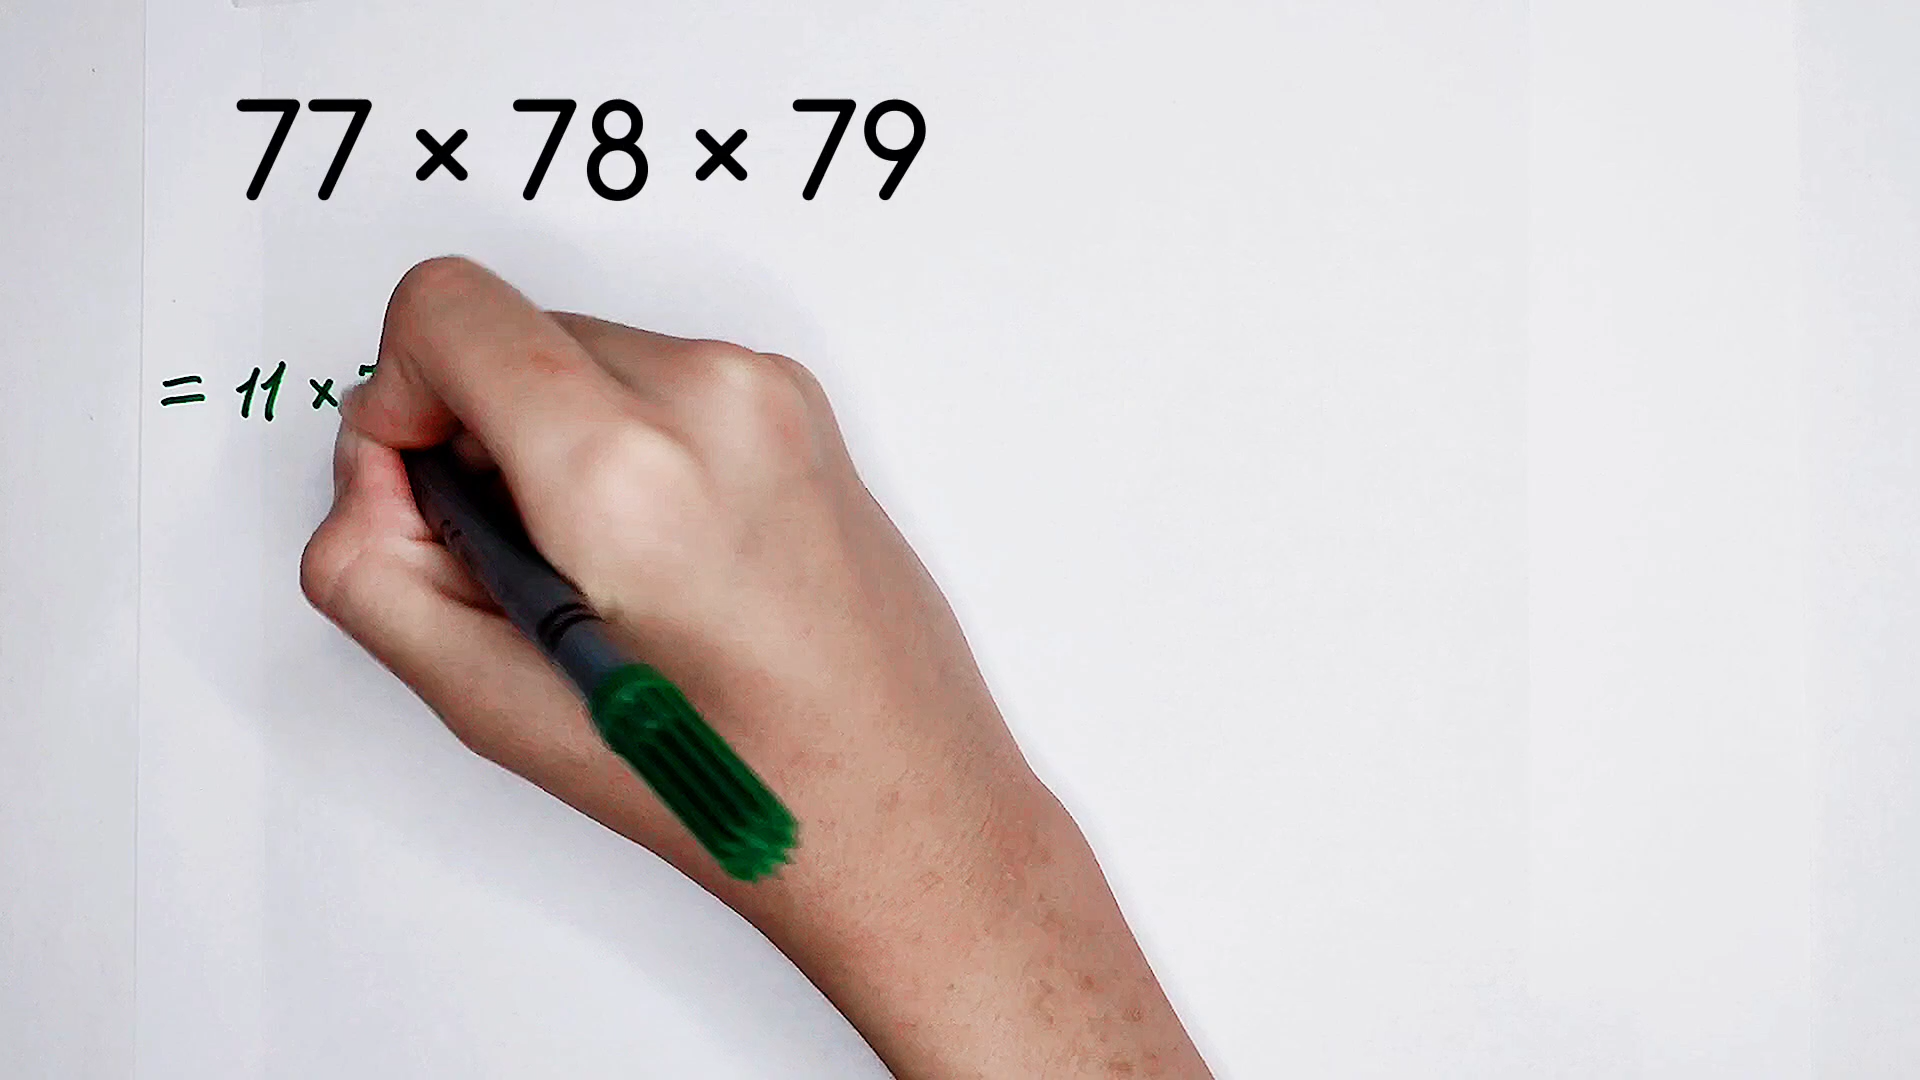 77 × 78 × 79
= 11 ×